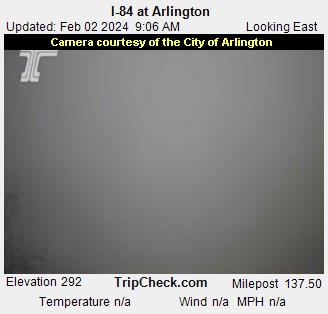 I-84 at Arlington
Updated: Feb 02 2024 9:06 AM Looking East
Camera courtesy of the City of Arlington
Elevation 292 TripCheck.com Milepost 137.50
Temperature n/a Wind n/a MPH n/a